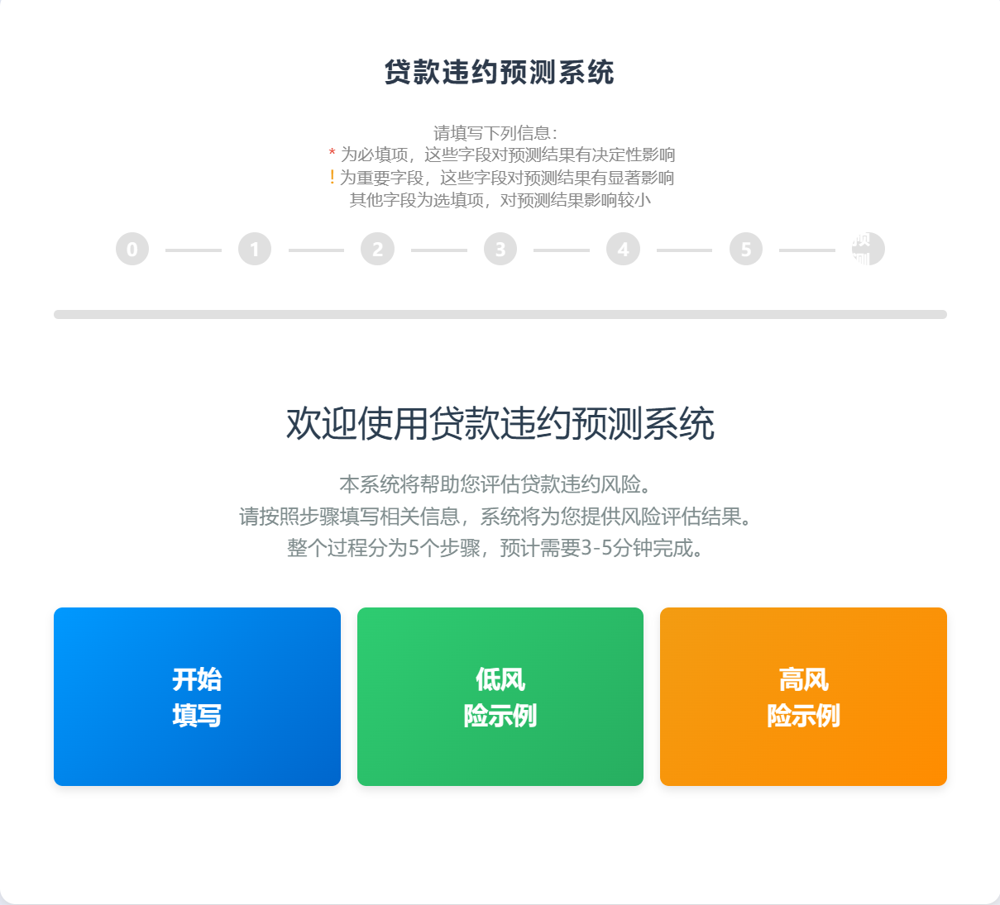 贷款违约预测系统
请填写下列信息：
* 为必填项，这些字段对预测结果有决定性影响
! 为重要字段，这些字段对预测结果有显著影响
其他字段为选填项，对预测结果影响较小
0 1 2 3 4 5 预
测
欢迎使用贷款违约预测系统
本系统将帮助您评估贷款违约风险。
请按照步骤填写相关信息，系统将为您提供风险评估结果。
整个过程分为5个步骤，预计需要3-5分钟完成。
开始
填写
低风
险示例
高风
险示例